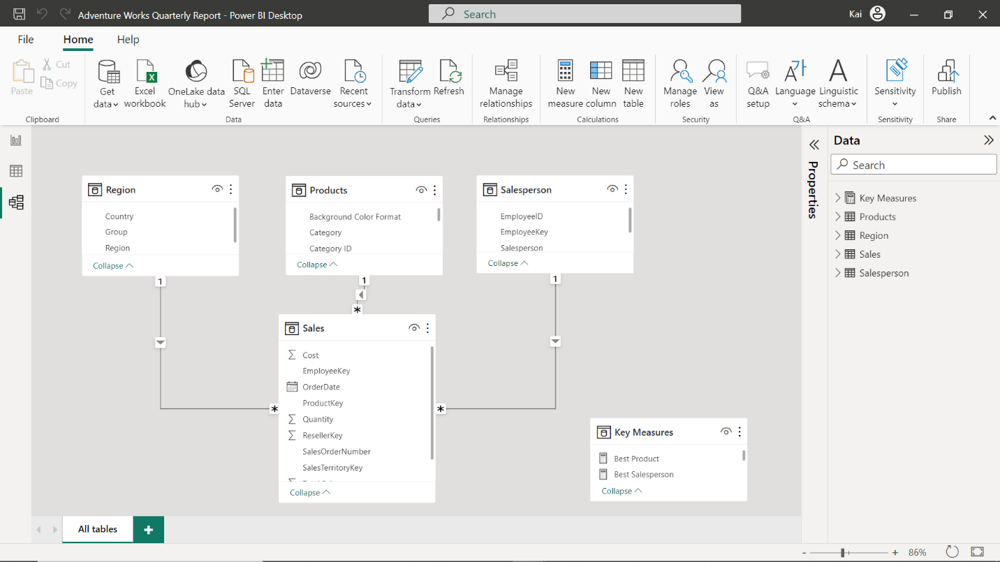 Adventure Works Quarterly Report - Power BI Desktop
Search
Kai
File
Home
Help
Paste
Cut
Copy
Clipboard
Get data
Excel workbook
OneLake data hub
SQL Server
Enter data
Dataverse
Recent sources
Data
Transform data
Refresh
Queries
Manage relationships
Relationships
New measure
New column
New table
Calculations
Manage roles
View as
Security
Q&A setup
Language
Linguistic schema
Q&A
Sensitivity
Sensitivity
Publish
Share
Region
Country
Group
Region
Collapse
1
*
Products
Background Color Format
Category
Category ID
Collapse
1
*
Salesperson
EmployeeID
EmployeeKey
Salesperson
Collapse
1
*
Sales
Cost
EmployeeKey
OrderDate
ProductKey
Quantity
ResellerKey
SalesOrderNumber
SalesTerritoryKey
Collapse
Key Measures
Best Product
Best Salesperson
Collapse
Properties
Data
Search
Key Measures
Products
Region
Sales
Salesperson
All tables
+
- + 86%